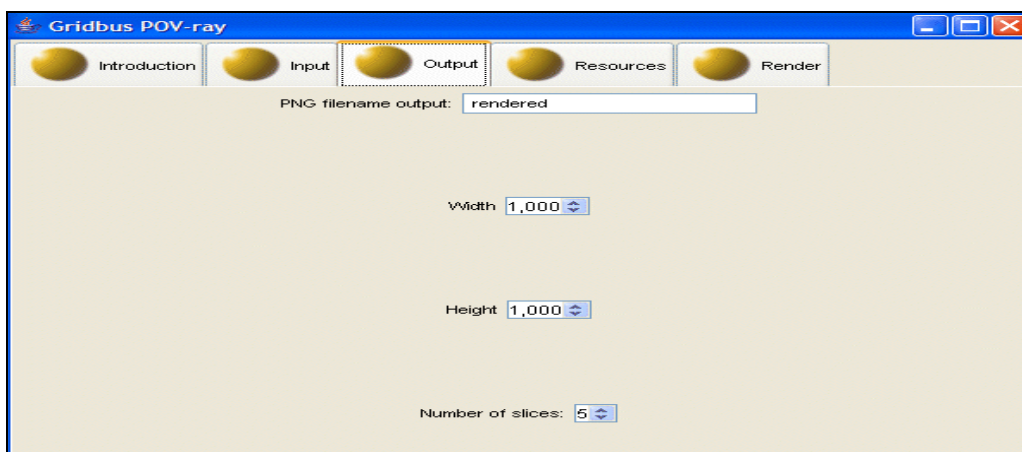 Gridbus POV-ray
Introduction Input Output Resources Render
PNG filename output: rendered
Width 1,000
Height 1,000
Number of slices: 5